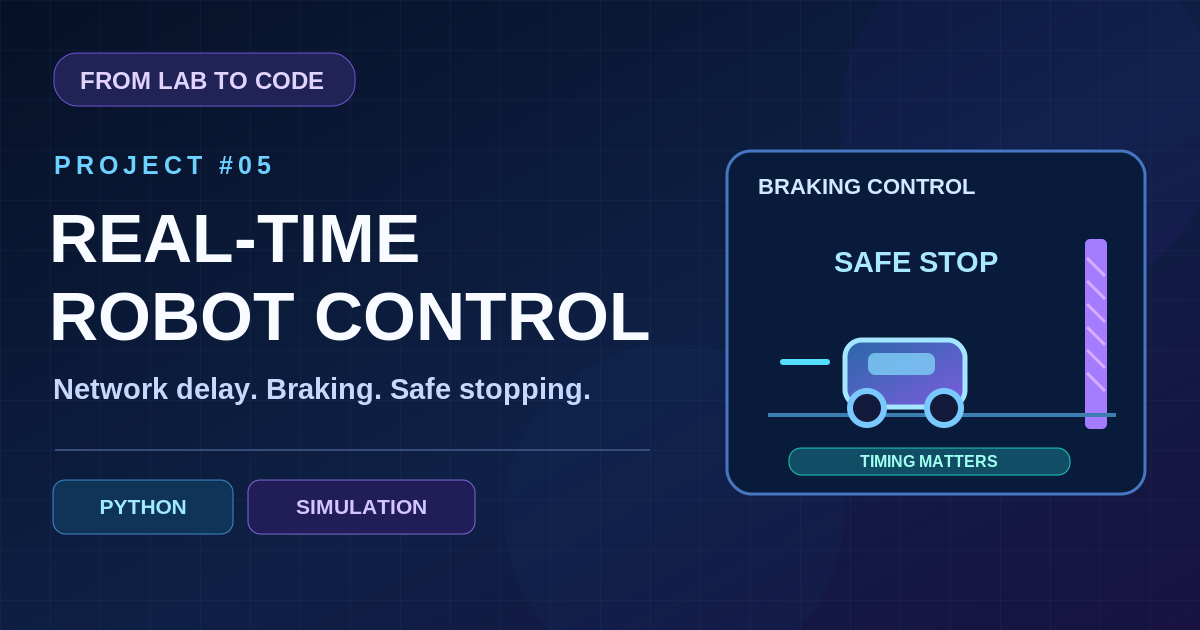 FROM LAB TO CODE
PROJECT #05
REAL-TIME
ROBOT CONTROL
Network delay. Braking. Safe stopping.
PYTHON
SIMULATION
BRAKING CONTROL
SAFE STOP
TIMING MATTERS